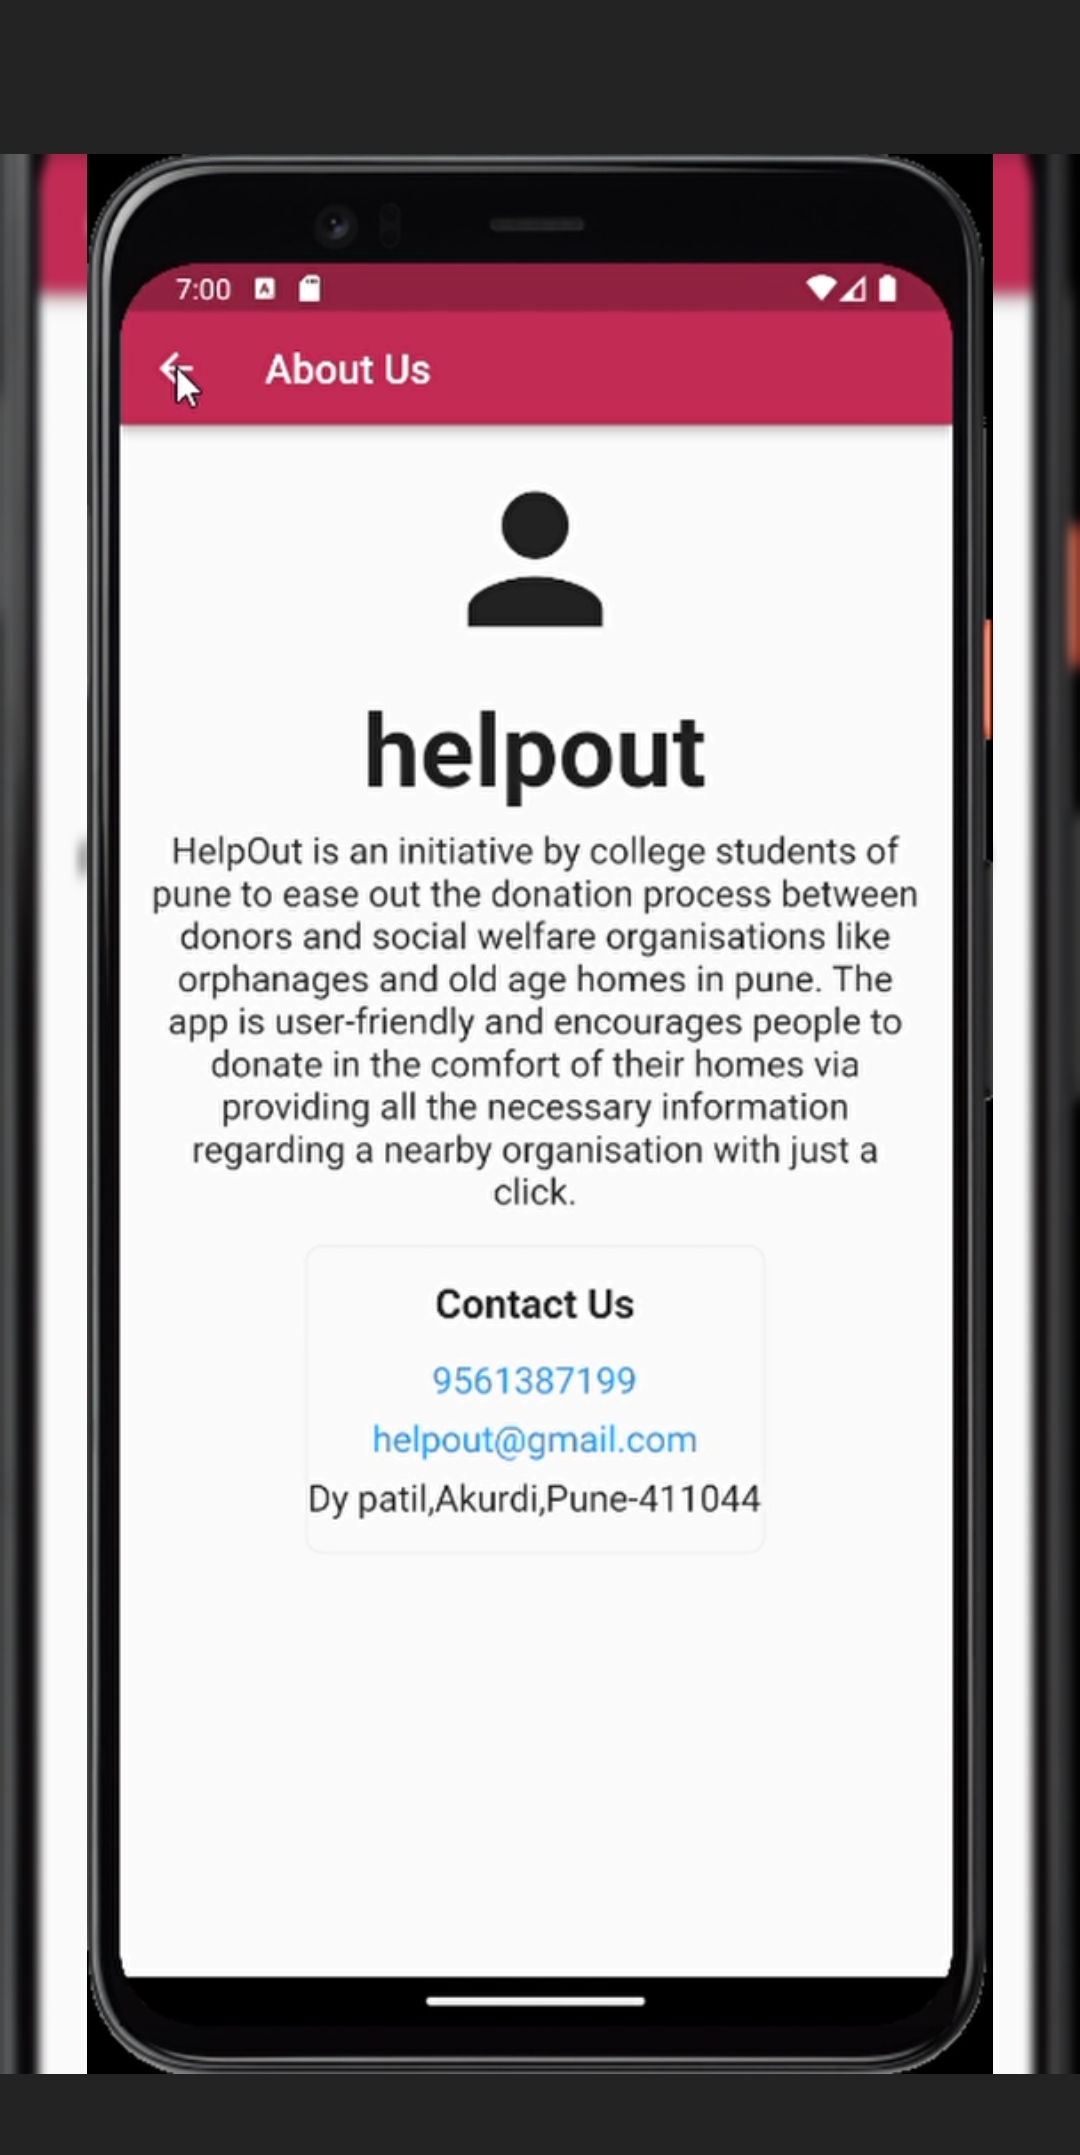 7:00
About Us
helpout
HelpOut is an initiative by college students of
pune to ease out the donation process between
donors and social welfare organisations like
orphanages and old age homes in pune. The
app is user-friendly and encourages people to
donate in the comfort of their homes via
providing all the necessary information
regarding a nearby organisation with just a
click.
Contact Us
9561387199
helpout@gmail.com
Dy patil,Akurdi,Pune-411044